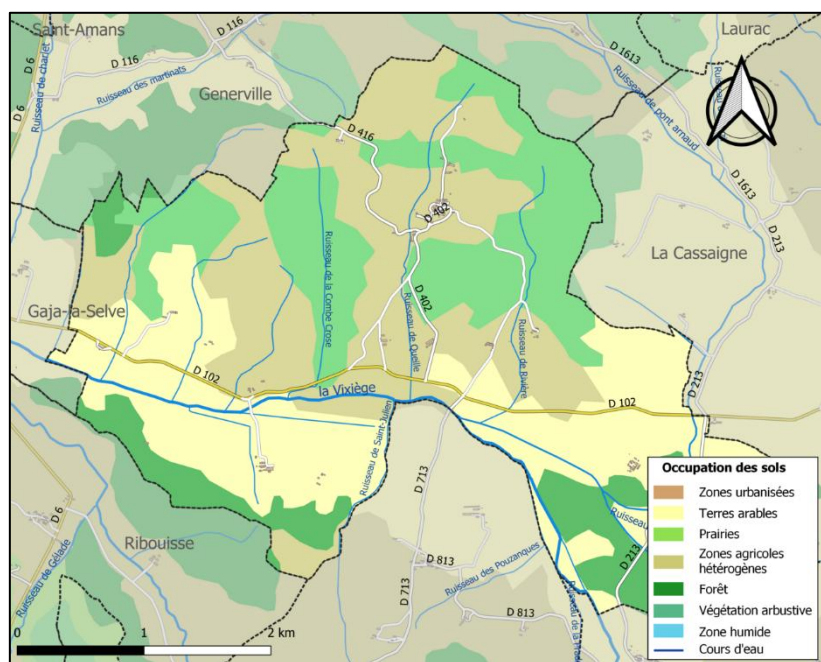 Saint-Amans
Laurac
D 6
D 116
D 116
D 1613
Ruisseau de charlet
Ruisseau des martinats
Ruisseau de pont arnaud
Generville
D 6
D 416
D 1613
D 402
D 213
La Cassaigne
Ruisseau de la Combe Crose
D 402
Gaja-la-Selve
Ruisseau de Queille
Ruisseau de Rivière
D 102
D 213
la Vixiège
D 102
Ruisseau de Saint-Julien
D 713
D 6
Ribouisse
Ruisseau de Gélade
D 813
Ruisseau des Pouzanques
D 713
D 813
Ruisseau
D 213
Occupation des sols
Zones urbanisées
Terres arables
Prairies
Zones agricoles
hétérogènes
Forêt
Végétation arbustive
Zone humide
Cours d'eau
0 1 2 km